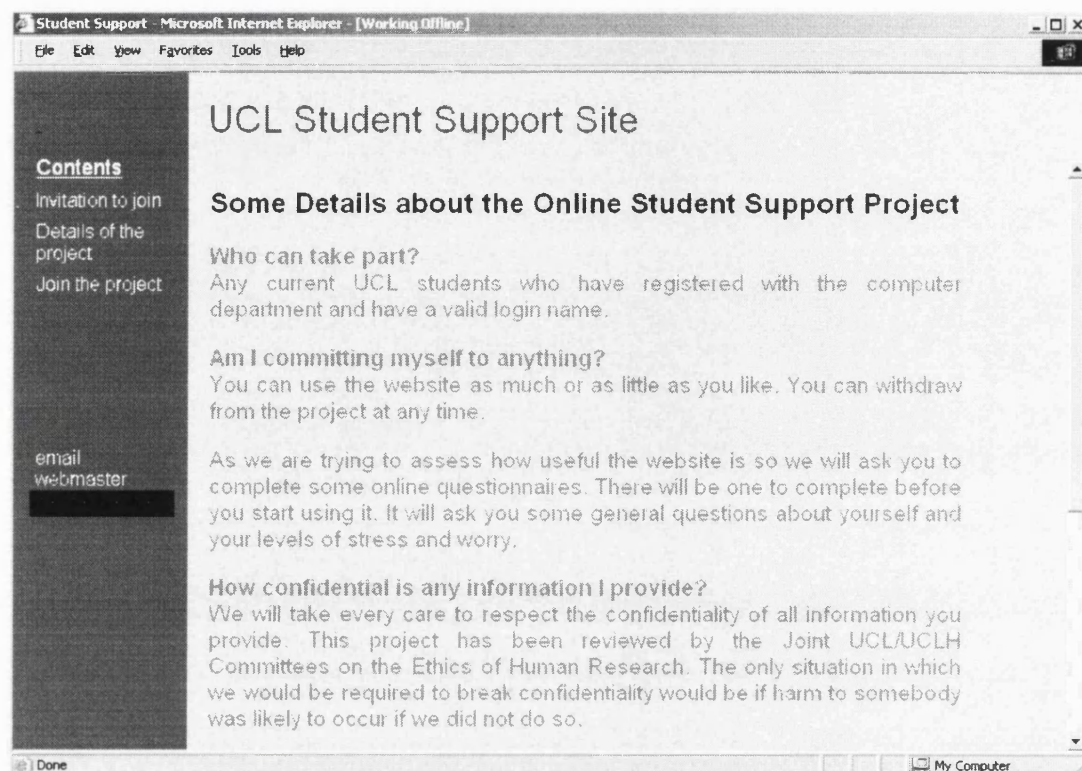 Student Support - Microsoft Internet Explorer - [Working Offline]
File Edit View Favorites Tools Help
UCL Student Support Site
Contents
Invitation to join
Details of the
project
Join the project
email
webmaster
Some Details about the Online Student Support Project
Who can take part?
Any current UCL students who have registered with the computer
department and have a valid login name.
Am I committing myself to anything?
You can use the website as much or as little as you like. You can withdraw
from the project at any time.
As we are trying to assess how useful the website is so we will ask you to
complete some online questionnaires. There will be one to complete before
you start using it. It will ask you some general questions about yourself and
your levels of stress and worry.
How confidential is any information I provide?
We will take every care to respect the confidentiality of all information you
provide. This project has been reviewed by the Joint UCL/UCLH
Committees on the Ethics of Human Research. The only situation in which
we would be required to break confidentiality would be if harm to somebody
was likely to occur if we did not do so.
Done
My Computer